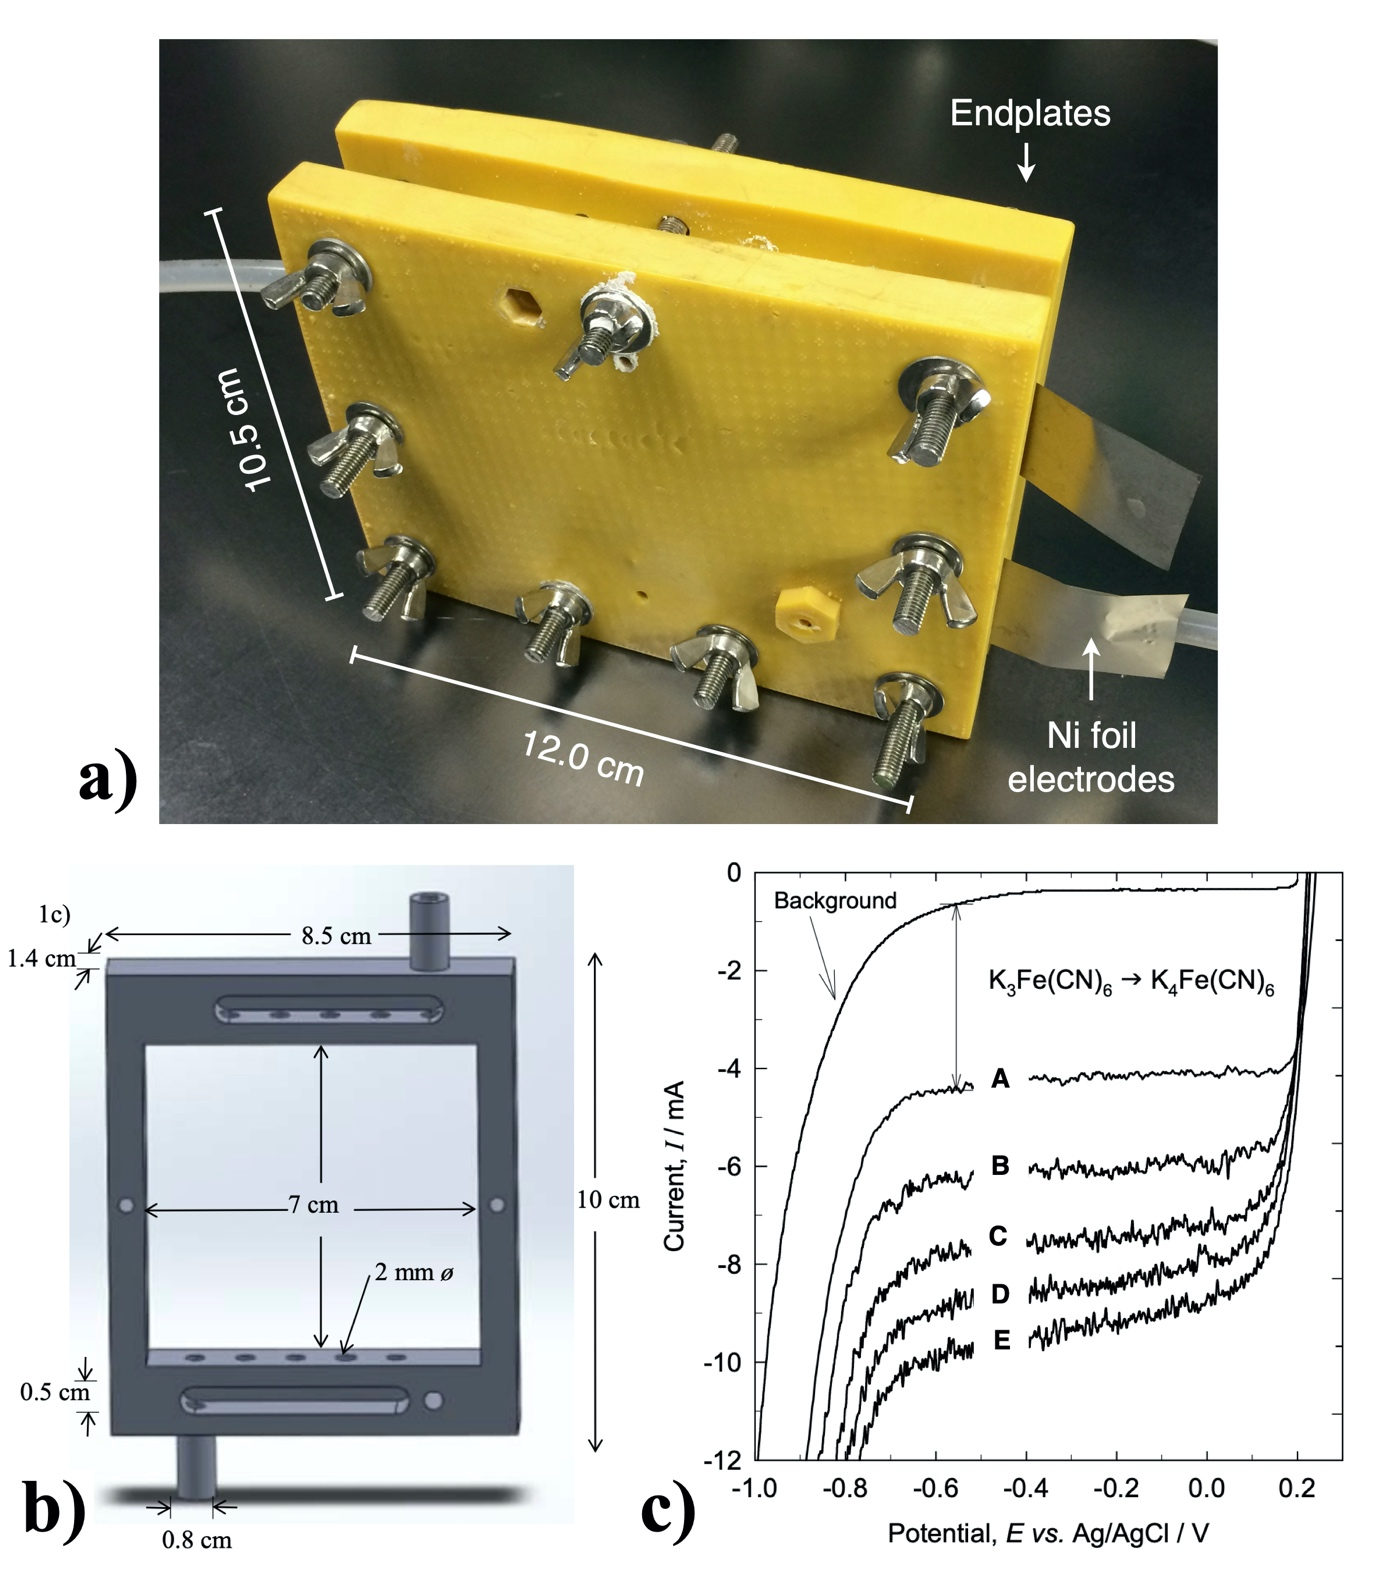 Endplates
10.5 cm
12.0 cm
Ni foil
electrodes
a)
1c)
8.5 cm
1.4 cm
7 cm
10 cm
2 mm ø
0.5 cm
0.8 cm
b)
0
-2
-4
-6
-8
-10
-12
Current, I / mA
Background
K3Fe(CN)6 → K4Fe(CN)6
A
B
C
D
E
-1.0 -0.8 -0.6 -0.4 -0.2 0.0 0.2
Potential, E vs. Ag/AgCl / V
c)